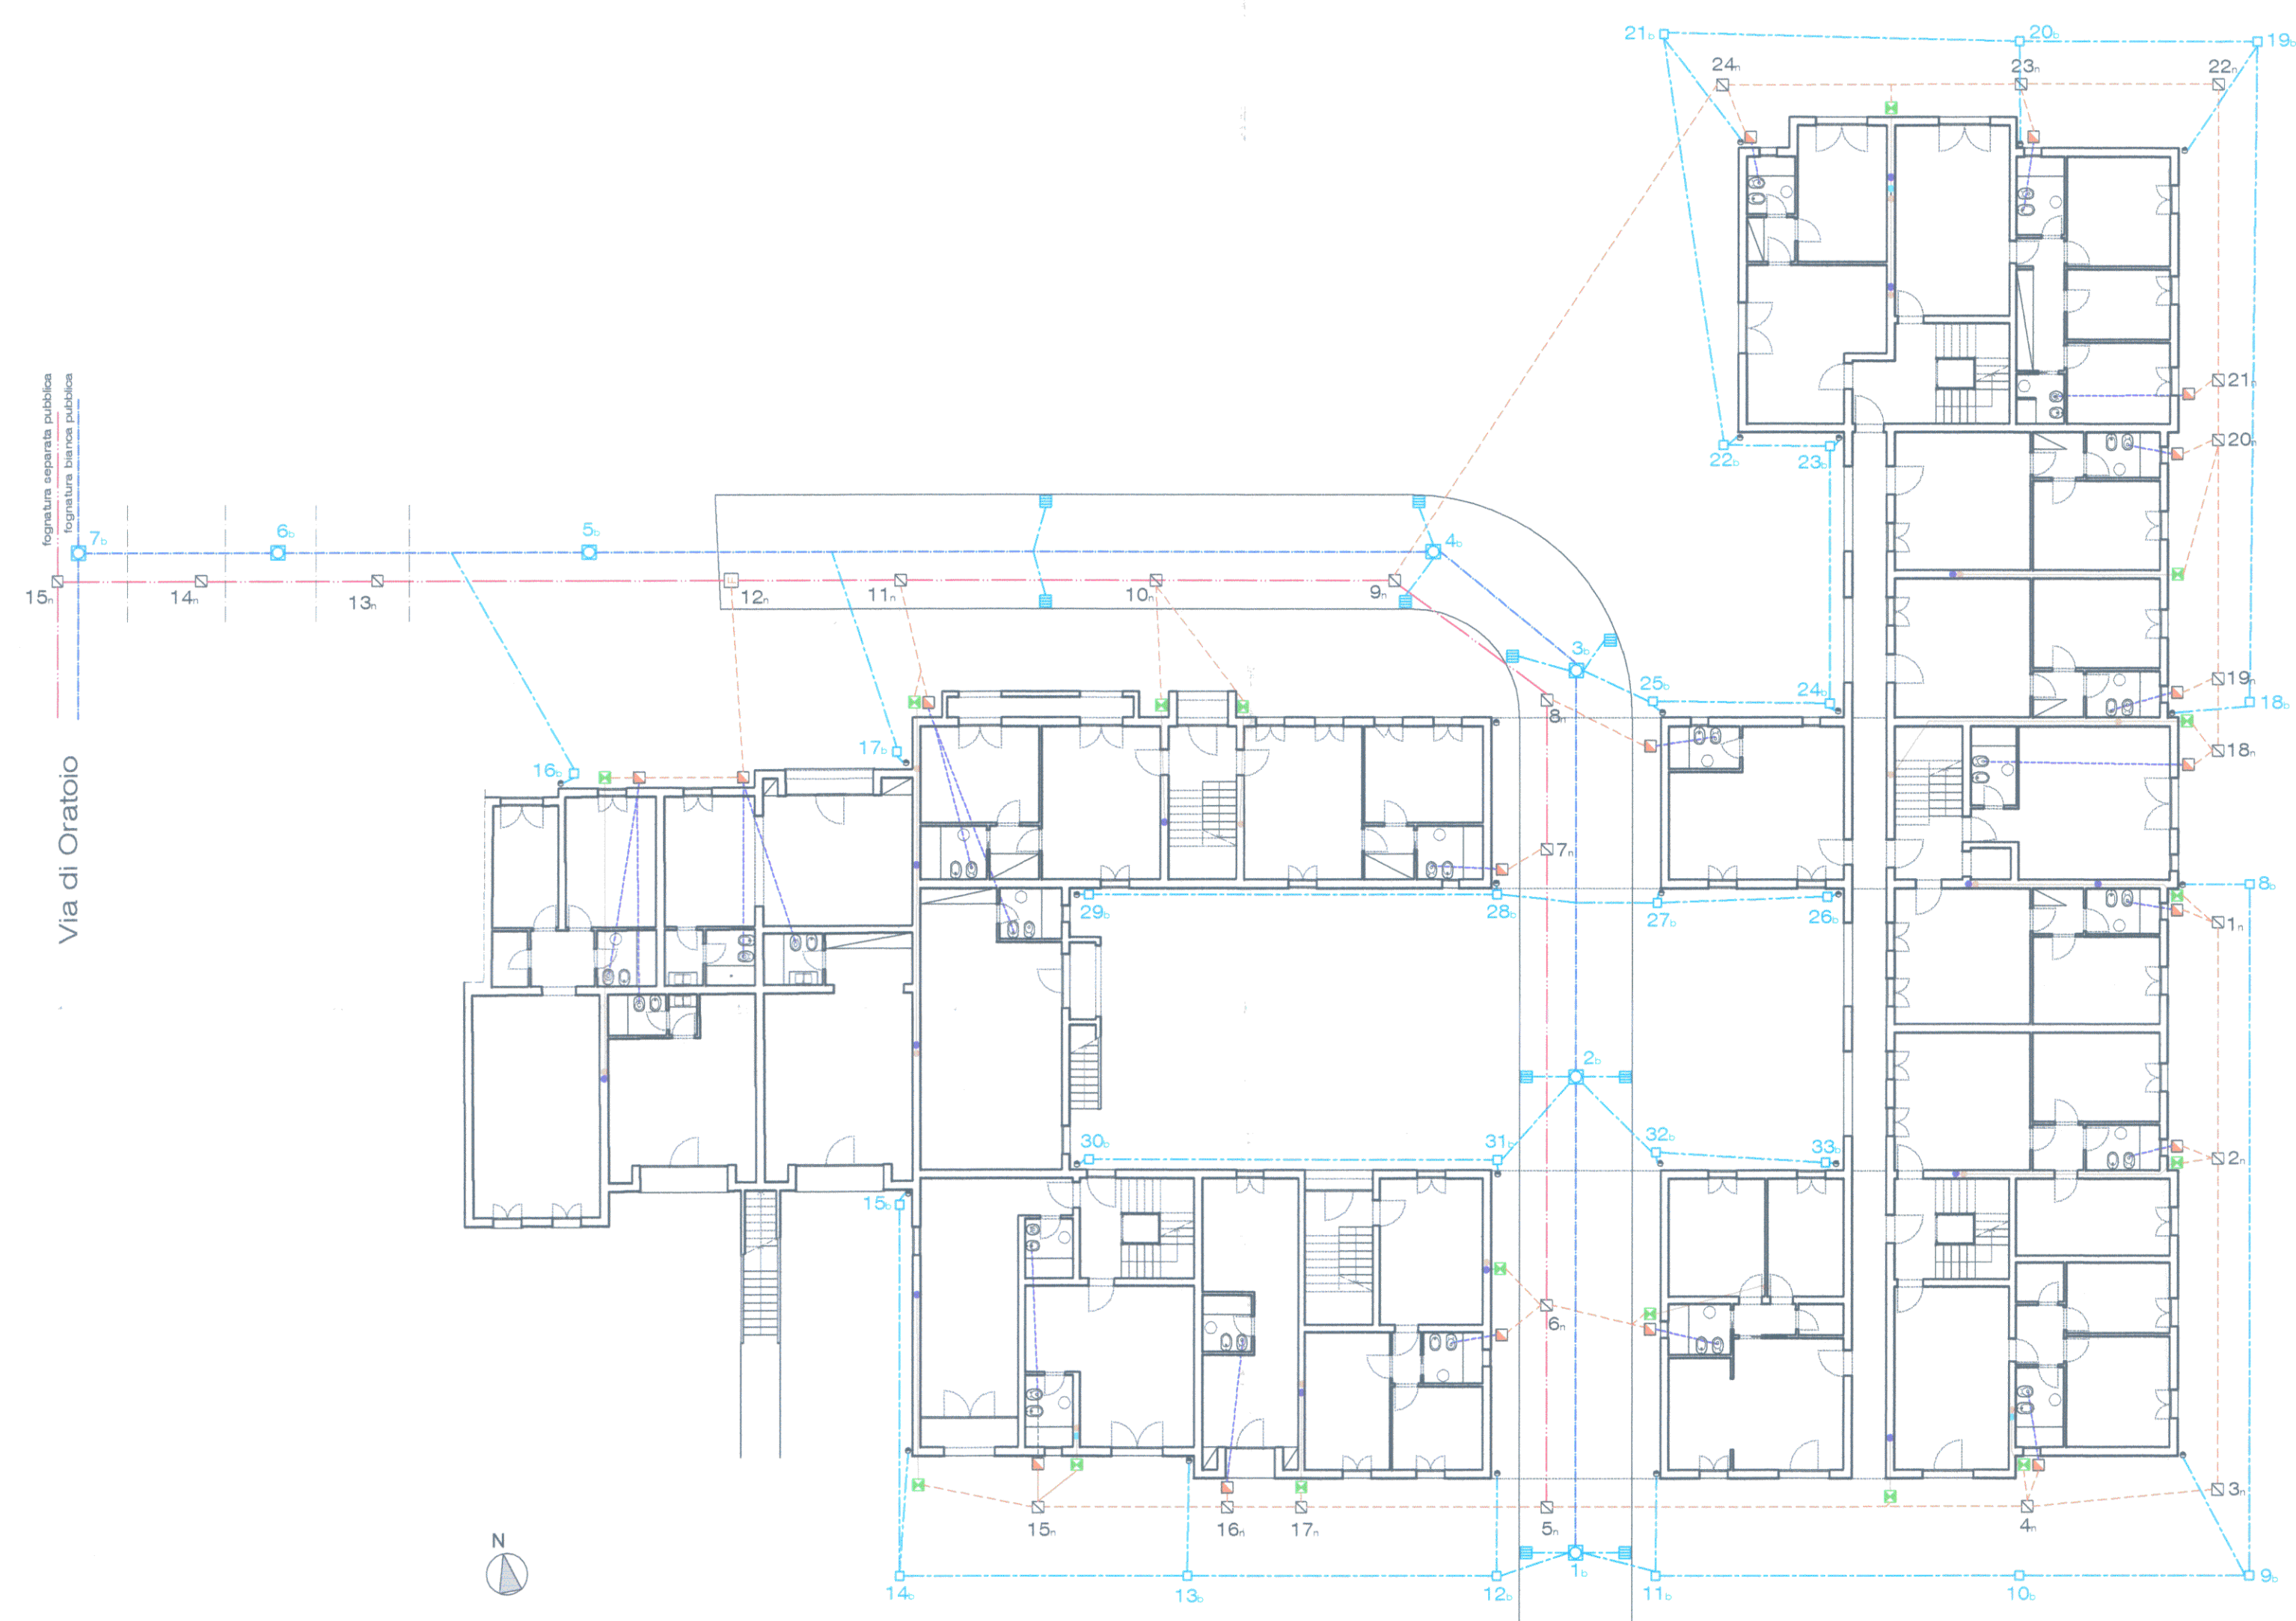 21b
20b
19b
24n
23n
22n
fognatura separata pubblica
fognatura bianca pubblica
21n
20n
22b
23b
7b
6b
5b
4b
15n
14n
13n
12n
11n
10n
9n
3b
25b
24b
19n
18b
8n
17b
16b
18n
Via di Oratoio
7n
8b
29b
28b
27b
26b
1n
2b
30b
31b
32b
33b
2n
15b
6n
3n
15n
16n
17n
5n
4n
N
14b
13b
12b
1b
11b
10b
9b
F